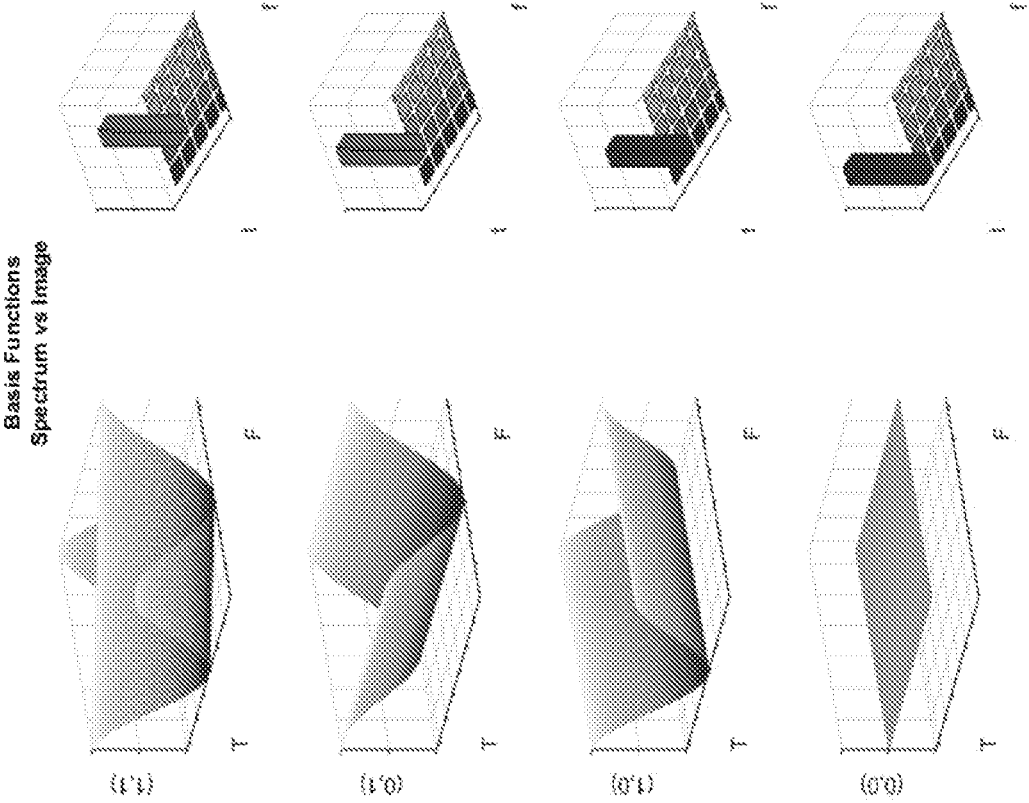 Basis Functions
Spectrum vs Image
(1,1)
T
F
t
f
(0,1)
T
F
t
f
(1,0)
T
F
t
f
(0,0)
T
F
t
f